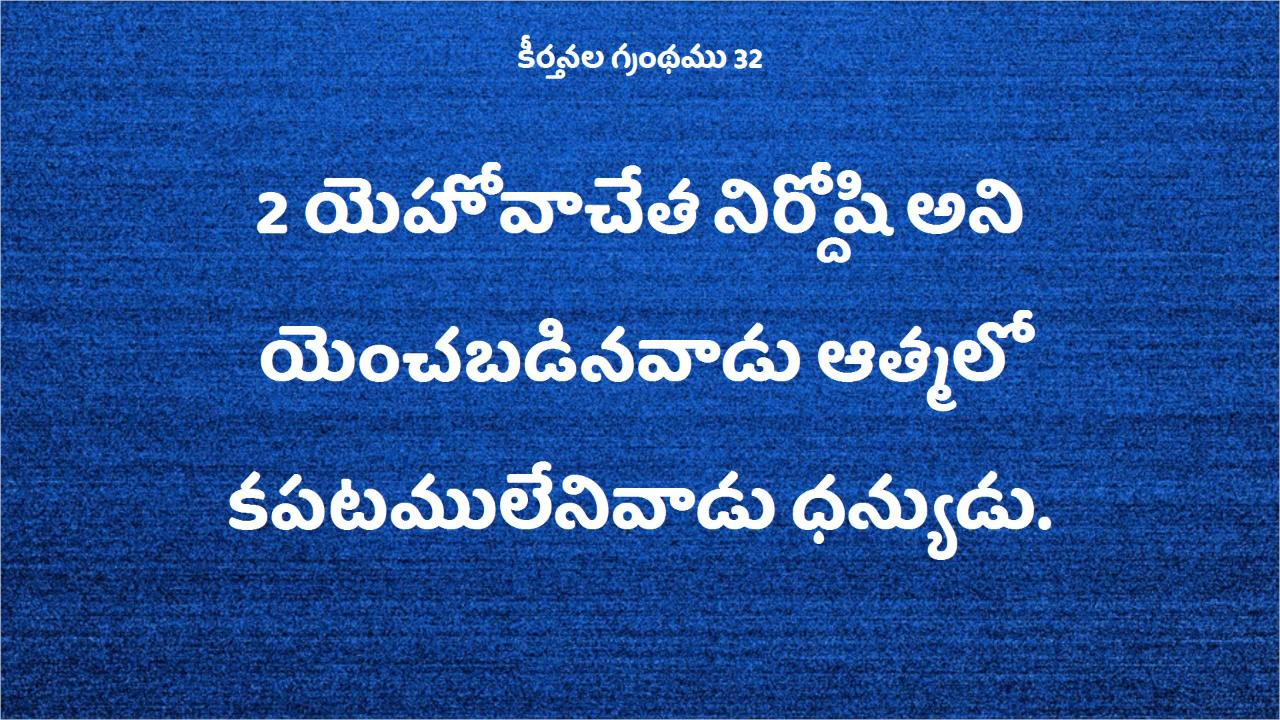 కీర్తనల గ్రంథము 32
2 యెహోవాచేత నిర్దోషి అని
యెంచబడినవాడు ఆత్మలో
కపటములేనివాడు ధన్యుడు.